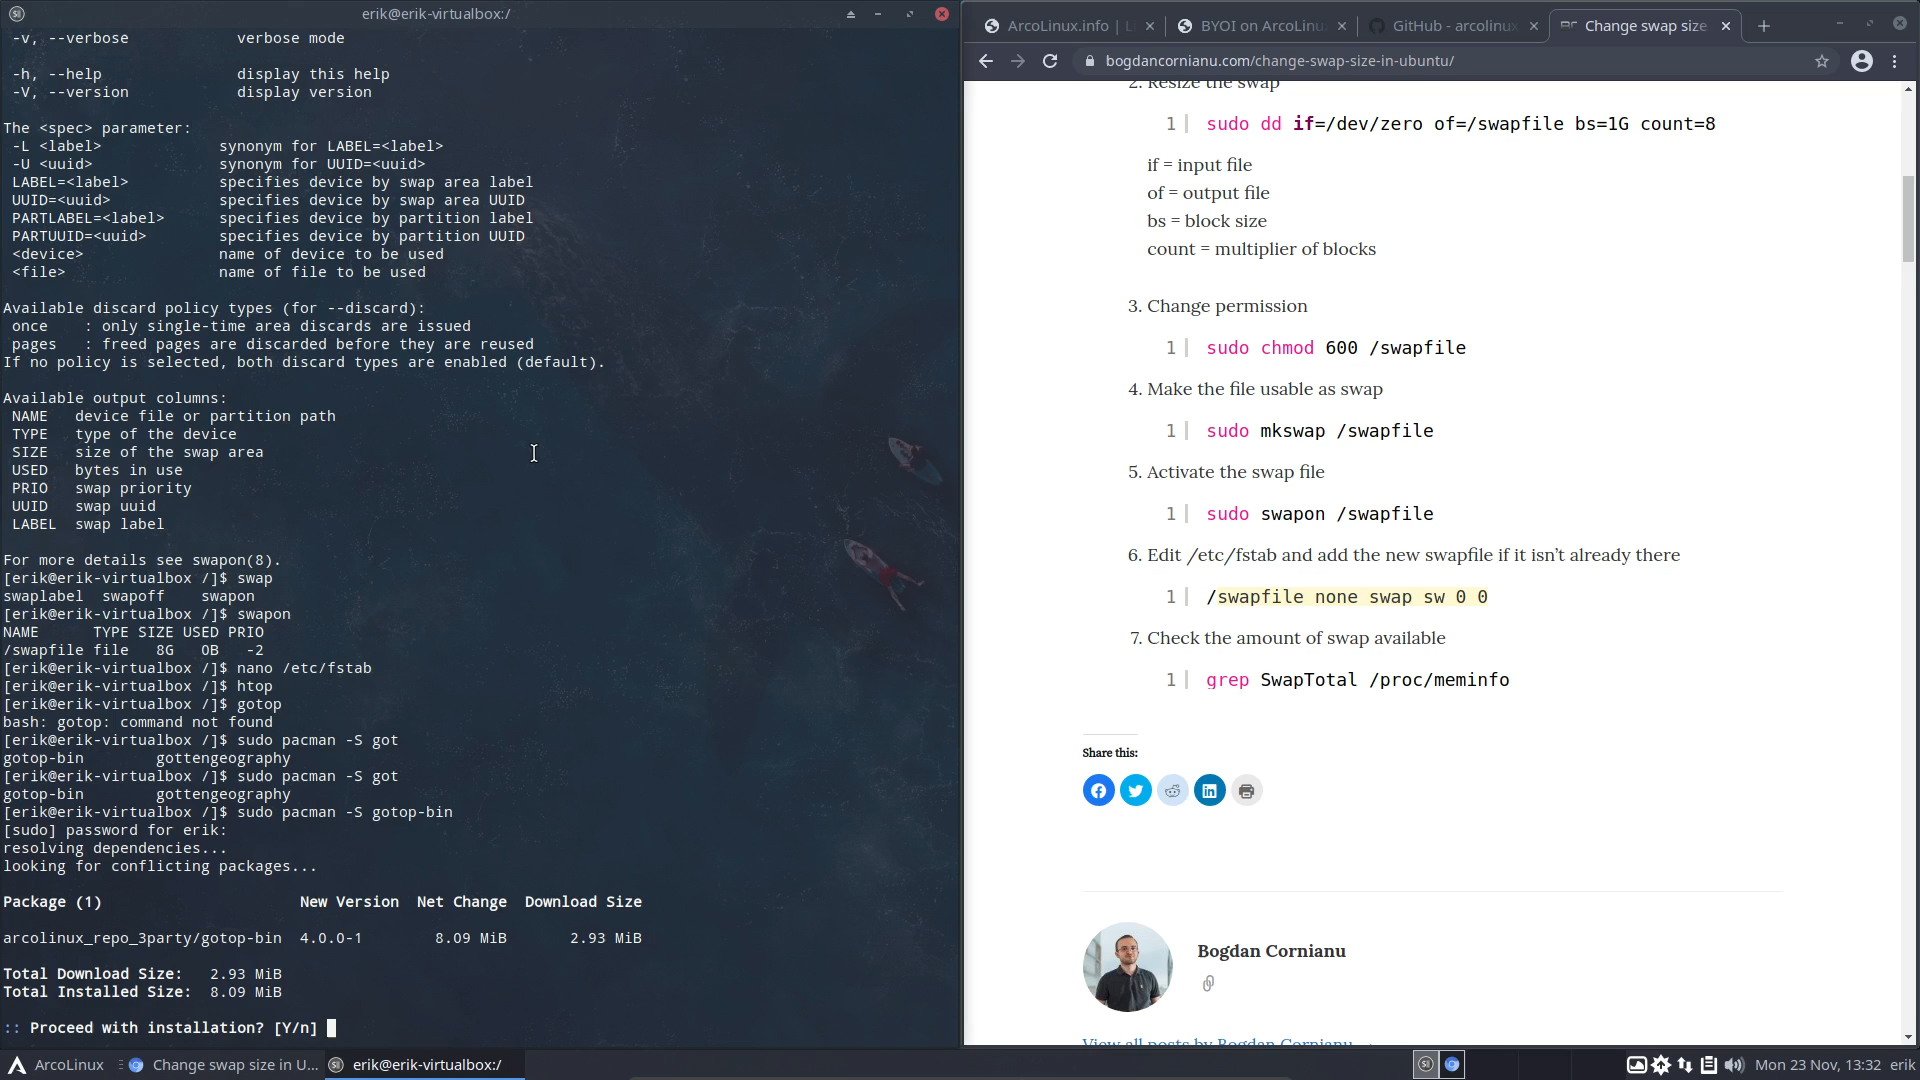 erik@erik-virtualbox:/
-v, --verbose            verbose mode
-h, --help               display this help
-V, --version            display version
The <spec> parameter:
-L <label>             synonym for LABEL=<label>
-U <uuid>              synonym for UUID=<uuid>
LABEL=<label>          specifies device by swap area label
UUID=<uuid>            specifies device by swap area UUID
PARTLABEL=<label>      specifies device by partition label
PARTUUID=<uuid>        specifies device by partition UUID
<device>               name of device to be used
<file>                 name of file to be used
Available discard policy types (for --discard):
once    : only single-time area discards are issued
pages   : freed pages are discarded before they are reused
If no policy is selected, both discard types are enabled (default).
Available output columns:
NAME   device file or partition path
TYPE   type of the device
SIZE   size of the swap area
USED   bytes in use
PRIO   swap priority
UUID   swap uuid
LABEL  swap label
For more details see swapon(8).
[erik@erik-virtualbox /]$ swap
swaplabel  swapoff    swapon
[erik@erik-virtualbox /]$ swapon
NAME      TYPE SIZE USED PRIO
/swapfile file   8G   0B   -2
[erik@erik-virtualbox /]$ nano /etc/fstab
[erik@erik-virtualbox /]$ htop
[erik@erik-virtualbox /]$ gotop
bash: gotop: command not found
[erik@erik-virtualbox /]$ sudo pacman -S got
gotop-bin        gottengeography
[erik@erik-virtualbox /]$ sudo pacman -S got
gotop-bin        gottengeography
[erik@erik-virtualbox /]$ sudo pacman -S gotop-bin
[sudo] password for erik:
resolving dependencies...
looking for conflicting packages...
Package (1)                      New Version  Net Change  Download Size
arcolinux_repo_3party/gotop-bin  4.0.0-1        8.09 MiB       2.93 MiB
Total Download Size:   2.93 MiB
Total Installed Size:  8.09 MiB
:: Proceed with installation? [Y/n]
ArcoLinux.info | L
BYOI on ArcoLinu
GitHub - arcolinux
Change swap size
bogdancornianu.com/change-swap-size-in-ubuntu/
2. Resize the swap
1 sudo dd if=/dev/zero of=/swapfile bs=1G count=8
if = input file
of = output file
bs = block size
count = multiplier of blocks
3. Change permission
1 sudo chmod 600 /swapfile
4. Make the file usable as swap
1 sudo mkswap /swapfile
5. Activate the swap file
1 sudo swapon /swapfile
6. Edit /etc/fstab and add the new swapfile if it isn’t already there
1 /swapfile none swap sw 0 0
7. Check the amount of swap available
1 grep SwapTotal /proc/meminfo
Share this:
Bogdan Cornianu
View all posts by Bogdan Cornianu
ArcoLinux
Change swap size in U...
erik@erik-virtualbox:/
Mon 23 Nov, 13:32
erik